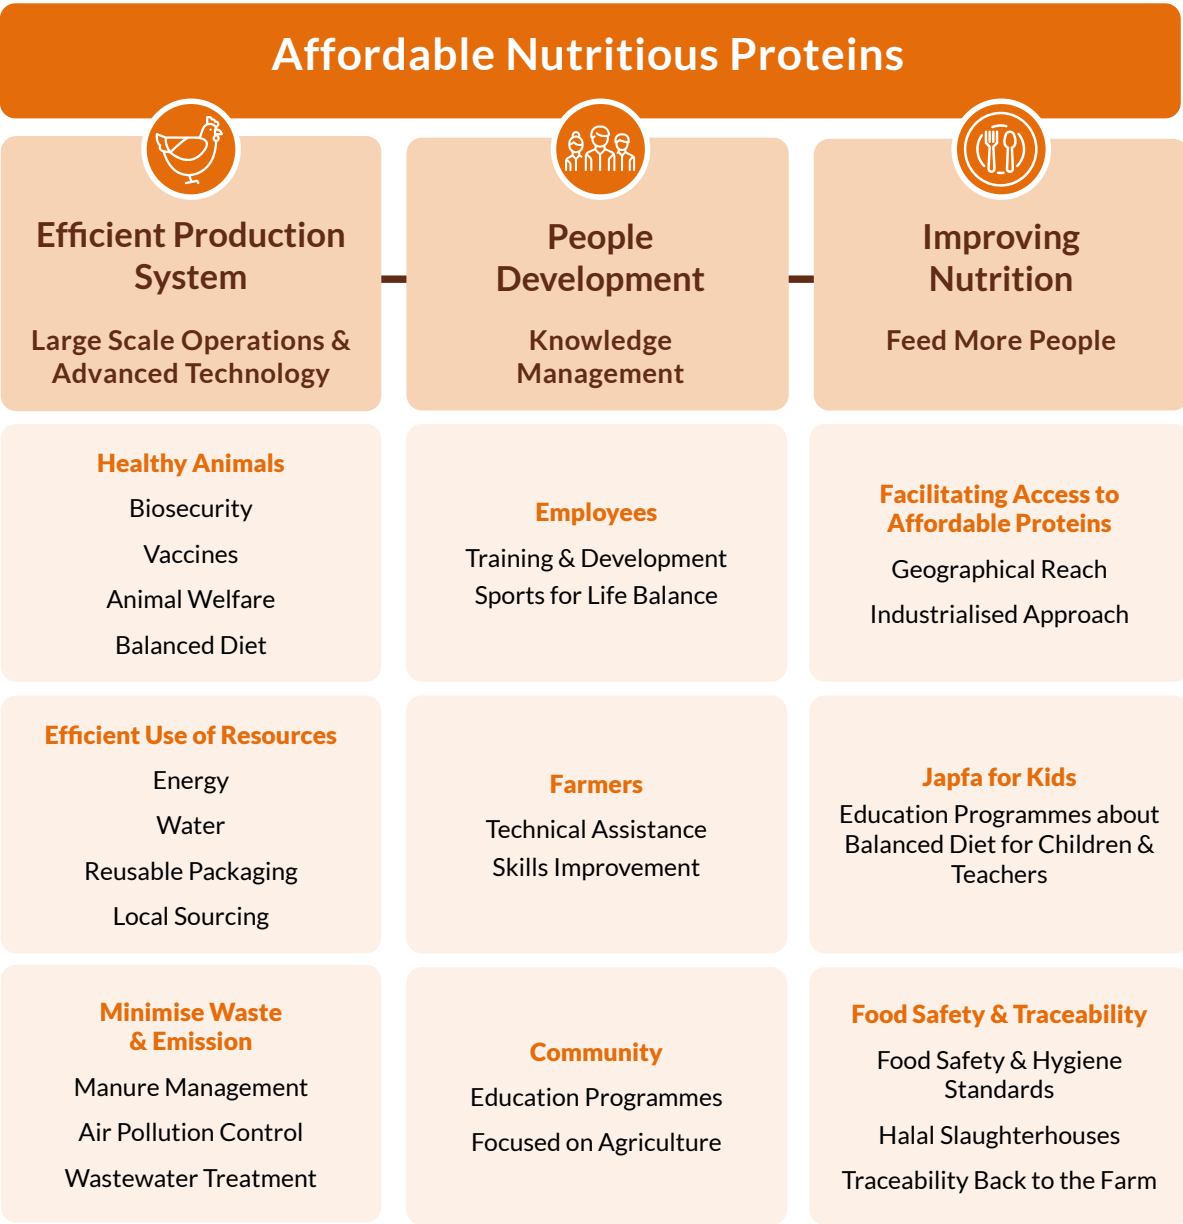 Affordable Nutritious Proteins
Efficient Production
System
Large Scale Operations &
Advanced Technology
People
Development
Knowledge
Management
Improving
Nutrition
Feed More People
Healthy Animals
Biosecurity
Vaccines
Animal Welfare
Balanced Diet
Employees
Training & Development
Sports for Life Balance
Facilitating Access to
Affordable Proteins
Geographical Reach
Industrialised Approach
Efficient Use of Resources
Energy
Water
Reusable Packaging
Local Sourcing
Farmers
Technical Assistance
Skills Improvement
Japfa for Kids
Education Programmes about
Balanced Diet for Children &
Teachers
Minimise Waste
& Emission
Manure Management
Air Pollution Control
Wastewater Treatment
Community
Education Programmes
Focused on Agriculture
Food Safety & Traceability
Food Safety & Hygiene
Standards
Halal Slaughterhouses
Traceability Back to the Farm